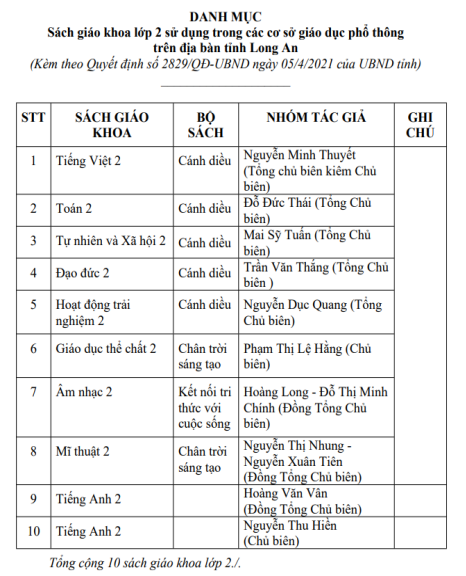 DANH MỤC
Sách giáo khoa lớp 2 sử dụng trong các cơ sở giáo dục phổ thông
trên địa bàn tỉnh Long An
(Kèm theo Quyết định số 2829/QĐ-UBND ngày 05/4/2021 của UBND tỉnh)
STT SÁCH GIÁO KHOA BỘ SÁCH NHÓM TÁC GIẢ GHI CHÚ
1 Tiếng Việt 2 Cánh diều Nguyễn Minh Thuyết
(Tổng chủ biên kiêm Chủ
biên)
2 Toán 2 Cánh diều Đỗ Đức Thái (Tổng Chủ
biên)
3 Tự nhiên và Xã hội 2 Cánh diều Mai Sỹ Tuấn (Tổng Chủ
biên)
4 Đạo đức 2 Cánh diều Trần Văn Thắng (Tổng Chủ
biên )
5 Hoạt động trải Cánh diều Nguyễn Dục Quang (Tổng
nghiệm 2 Chủ biên)
6 Giáo dục thể chất 2 Chân trời Phạm Thị Lệ Hằng (Chủ
sáng tạo biên)
7 Âm nhạc 2 Kết nối tri Hoàng Long - Đỗ Thị Minh
thức với Chính (Đồng Tổng Chủ
cuộc sống biên)
8 Mĩ thuật 2 Chân trời Nguyễn Thị Nhung -
sáng tạo Nguyễn Xuân Tiên
(Đồng Tổng Chủ biên)
9 Tiếng Anh 2 Hoàng Văn Vân
(Đồng Tổng Chủ biên)
10 Tiếng Anh 2 Nguyễn Thu Hiền
(Chủ biên)
Tổng cộng 10 sách giáo khoa lớp 2./.